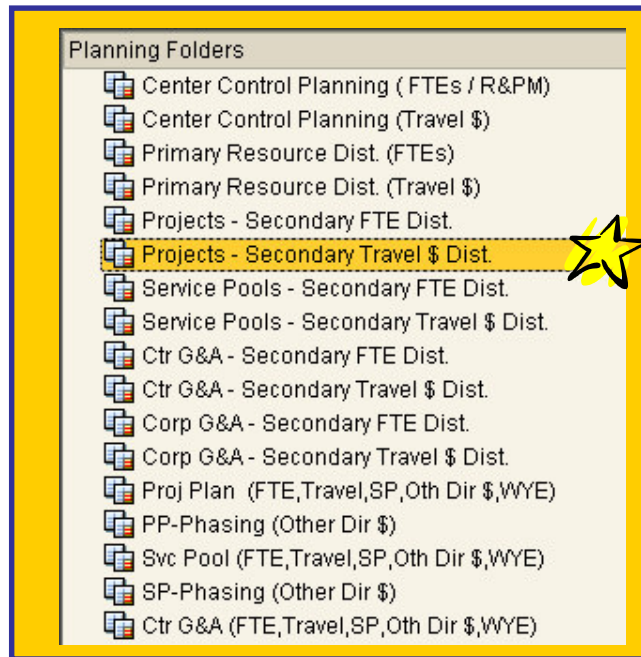 Planning Folders
Center Control Planning ( FTEs / R&PM)
Center Control Planning (Travel $)
Primary Resource Dist. (FTEs)
Primary Resource Dist. (Travel $)
Projects - Secondary FTE Dist.
Projects - Secondary Travel $ Dist.
Service Pools - Secondary FTE Dist.
Service Pools - Secondary Travel $ Dist.
Ctr G&A - Secondary FTE Dist.
Ctr G&A - Secondary Travel $ Dist.
Corp G&A - Secondary FTE Dist.
Corp G&A - Secondary Travel $ Dist.
Proj Plan (FTE,Travel,SP,Oth Dir $,WYE)
PP-Phasing (Other Dir $)
Svc Pool (FTE,Travel,SP,Oth Dir $,WYE)
SP-Phasing (Other Dir $)
Ctr G&A (FTE,Travel,SP,Oth Dir $,WYE)